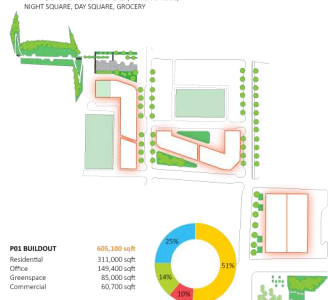 NIGHT SQUARE, DAY SQUARE, GROCERY
P01 BUILDOUT 605,100 sqft
Residential 311,000 sqft
Office 149,400 sqft
Greenspace 85,000 sqft
Commercial 60,700 sqft
25%
51%
14%
10%